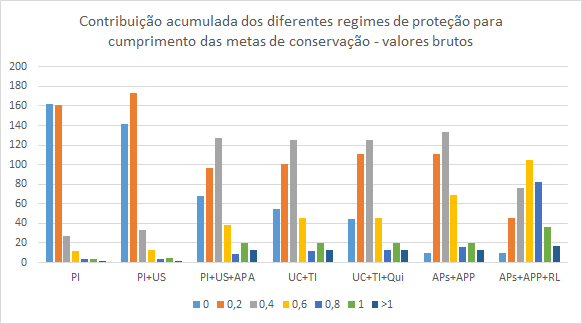 Contribuição acumulada dos diferentes regimes de proteção para
cumprimento das metas de conservação - valores brutos
200
180
160
140
120
100
80
60
40
20
0
PI PI+US PI+US+APA UC+TI UC+TI+Qui APs+APP APs+APP+RL
0 0,2 0,4 0,6 0,8 1 >1